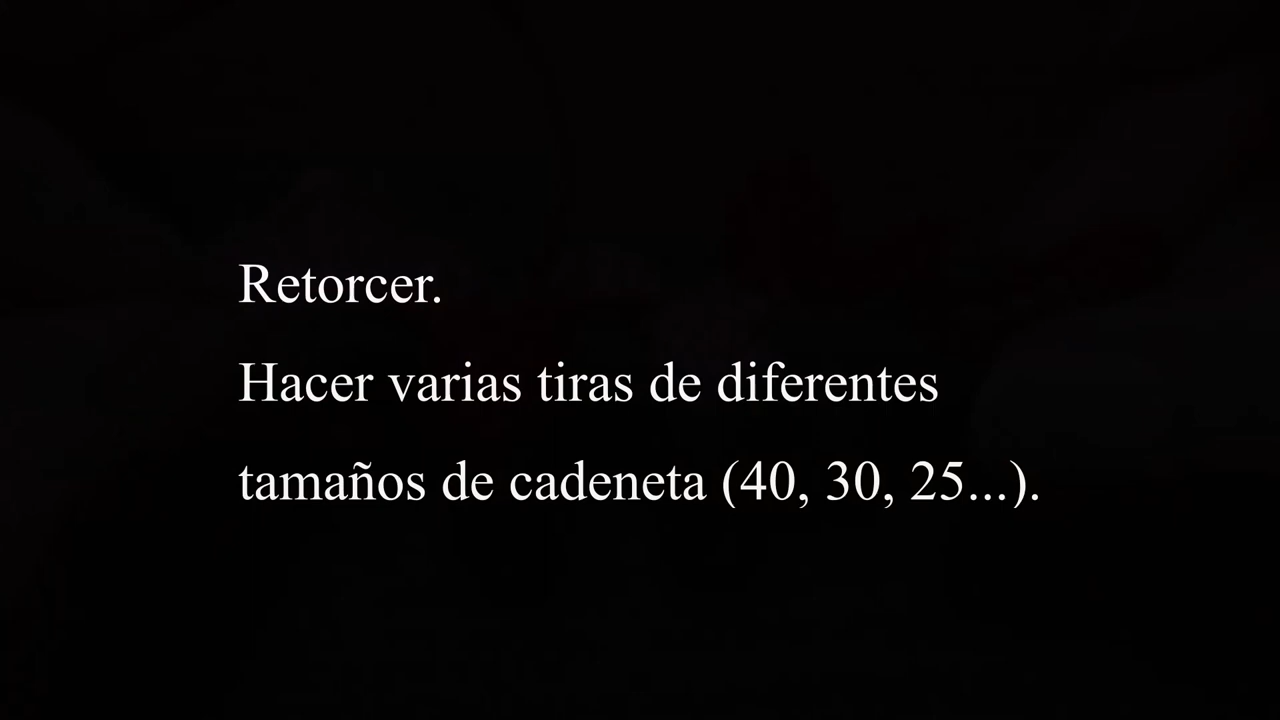 Retorcer.
Hacer varias tiras de diferentes
tamaños de cadeneta (40, 30, 25...).